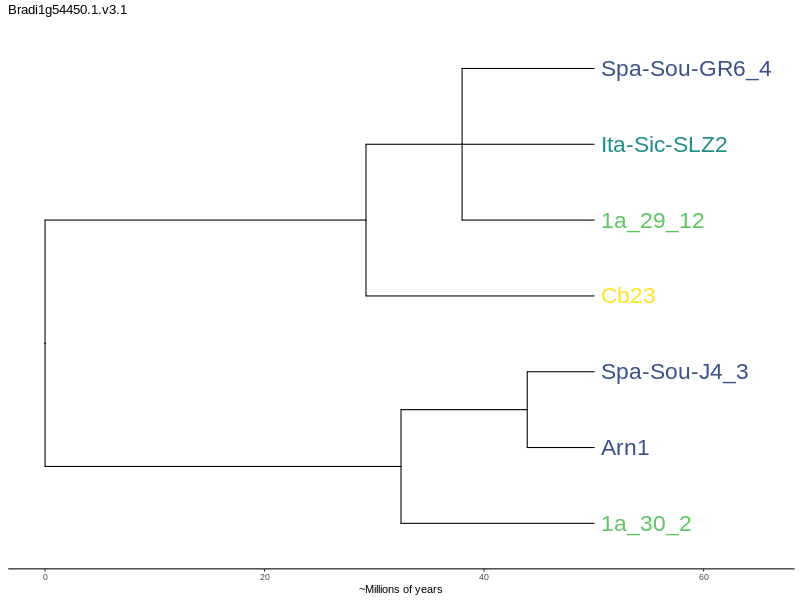 Bradi1g54450.1.v3.1
Spa-Sou-GR6_4
Ita-Sic-SLZ2
1a_29_12
Cb23
Spa-Sou-J4_3
Arn1
1a_30_2
0 20 40 60
~Millions of years